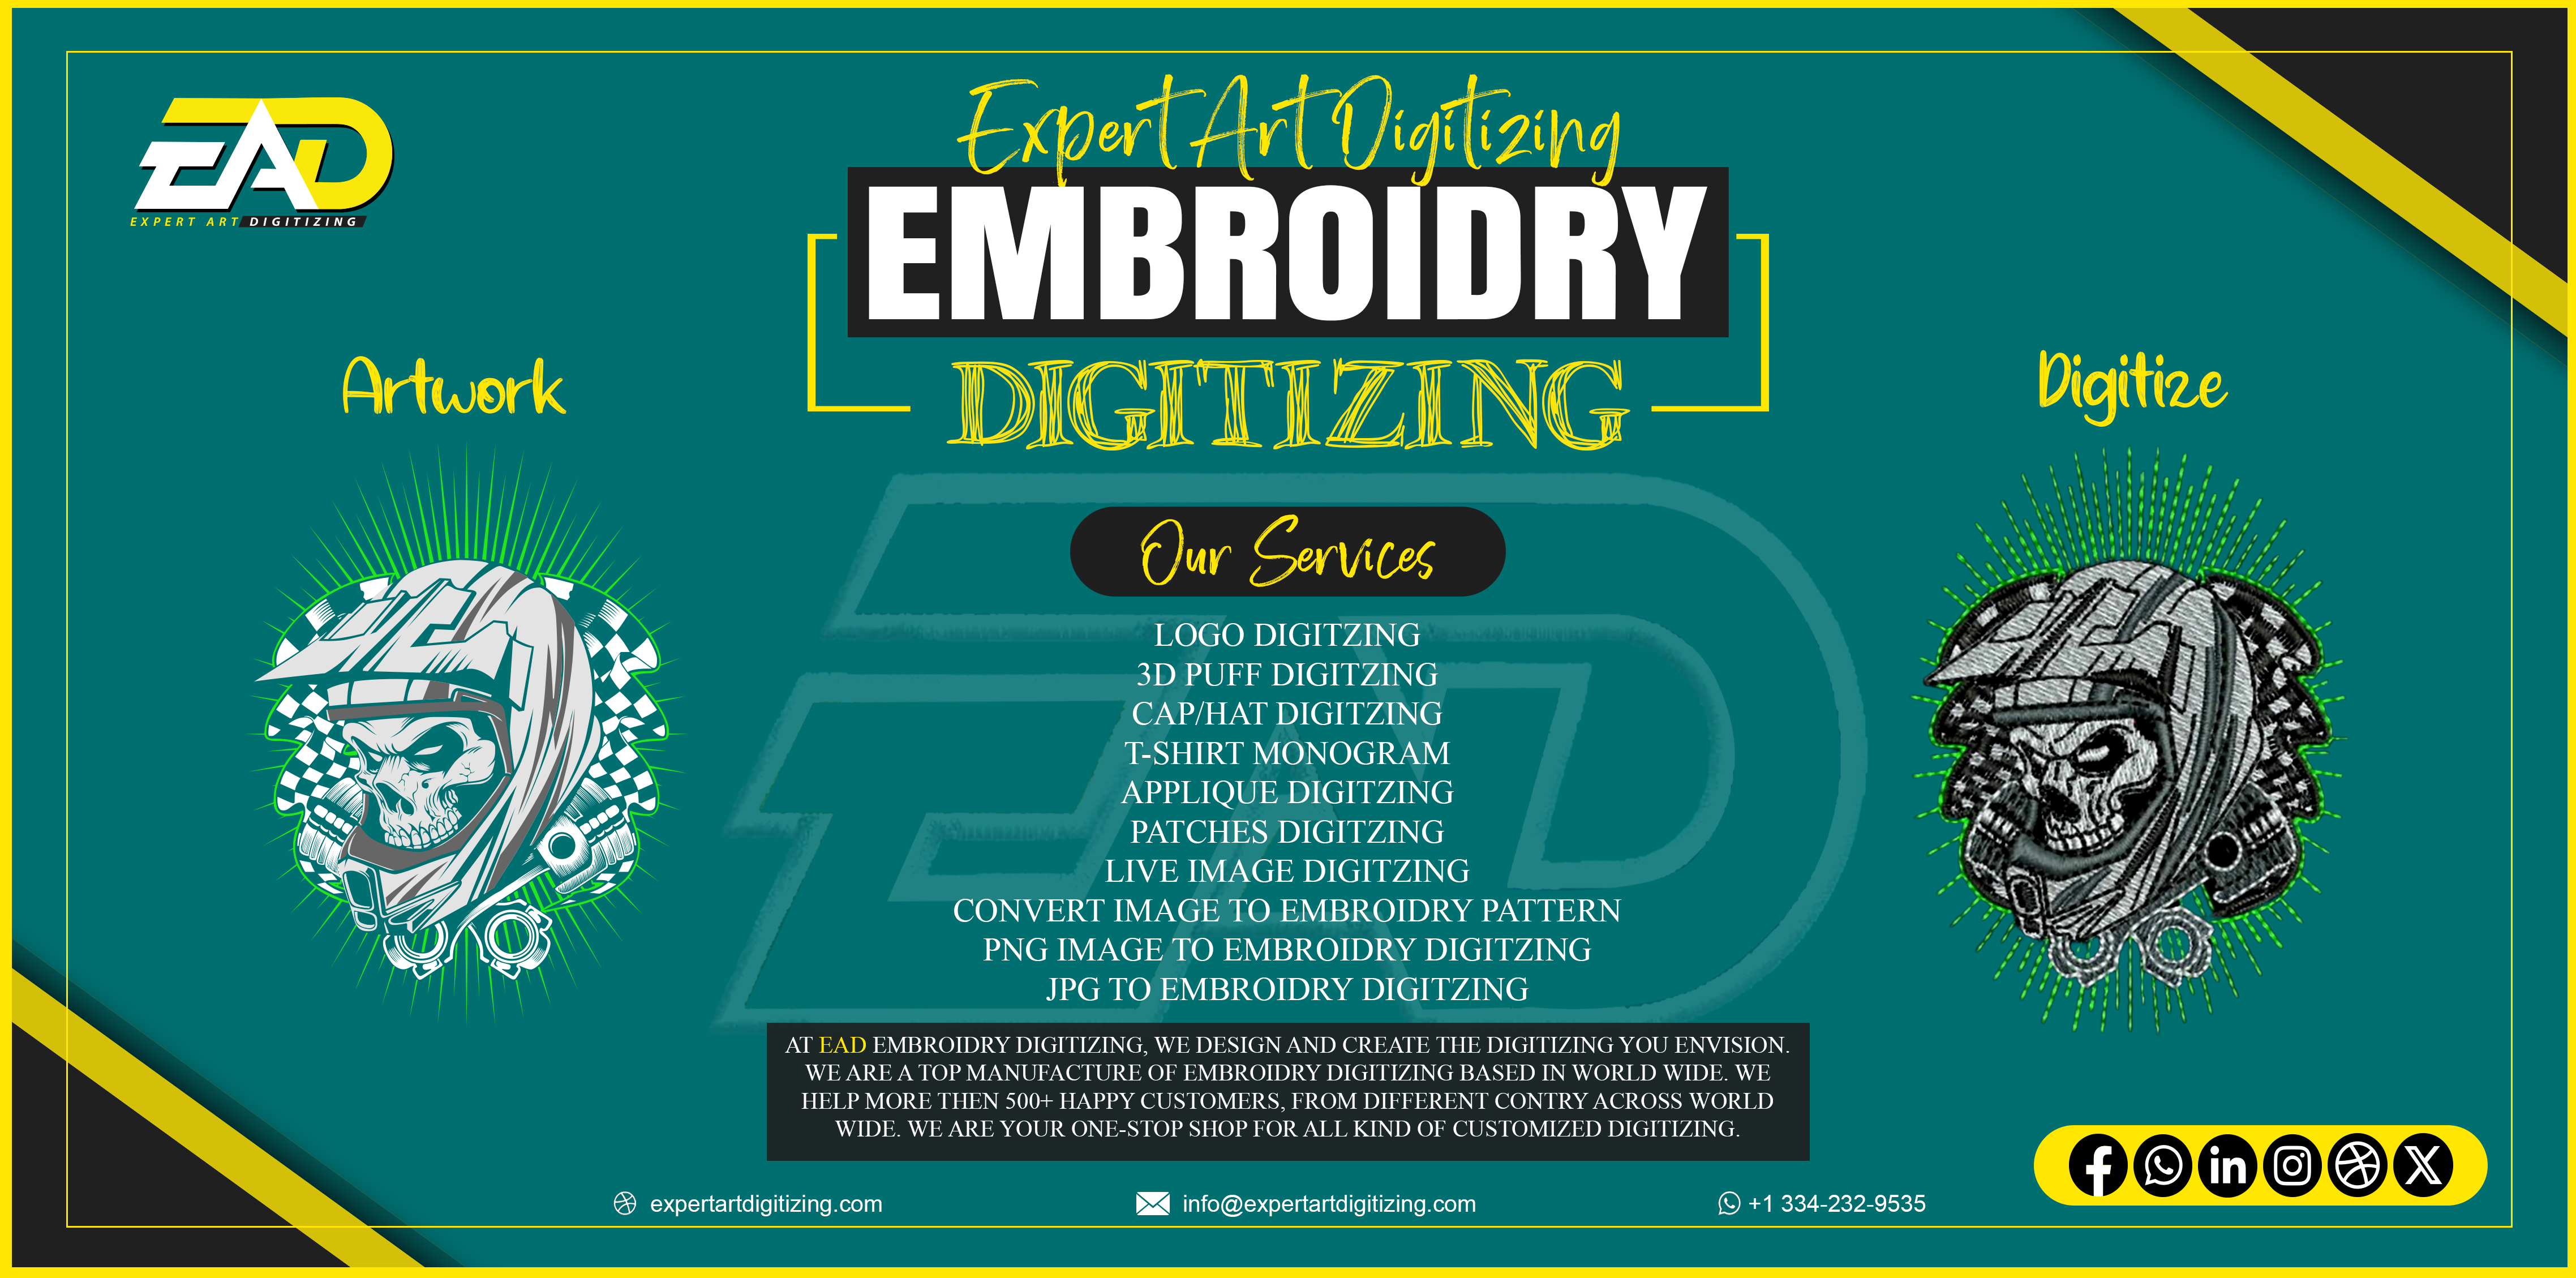 EAD
EXPERT ART DIGITIZING
Expert Art Digitizing
EMBROIDRY
DIGITIZING
Artwork
Digitize
Our Services
LOGO DIGITZING
3D PUFF DIGITZING
CAP/HAT DIGITZING
T-SHIRT MONOGRAM
APPLIQUE DIGITZING
PATCHES DIGITZING
LIVE IMAGE DIGITZING
CONVERT IMAGE TO EMBROIDRY PATTERN
PNG IMAGE TO EMBROIDRY DIGITZING
JPG TO EMBROIDRY DIGITZING
AT EAD EMBROIDRY DIGITIZING, WE DESIGN AND CREATE THE DIGITIZING YOU ENVISION.
WE ARE A TOP MANUFACTURE OF EMBROIDRY DIGITIZING BASED IN WORLD WIDE. WE
HELP MORE THEN 500+ HAPPY CUSTOMERS, FROM DIFFERENT CONTRY ACROSS WORLD
WIDE. WE ARE YOUR ONE-STOP SHOP FOR ALL KIND OF CUSTOMIZED DIGITIZING.
expertartdigitizing.com
info@expertartdigitizing.com
+1 334-232-9535